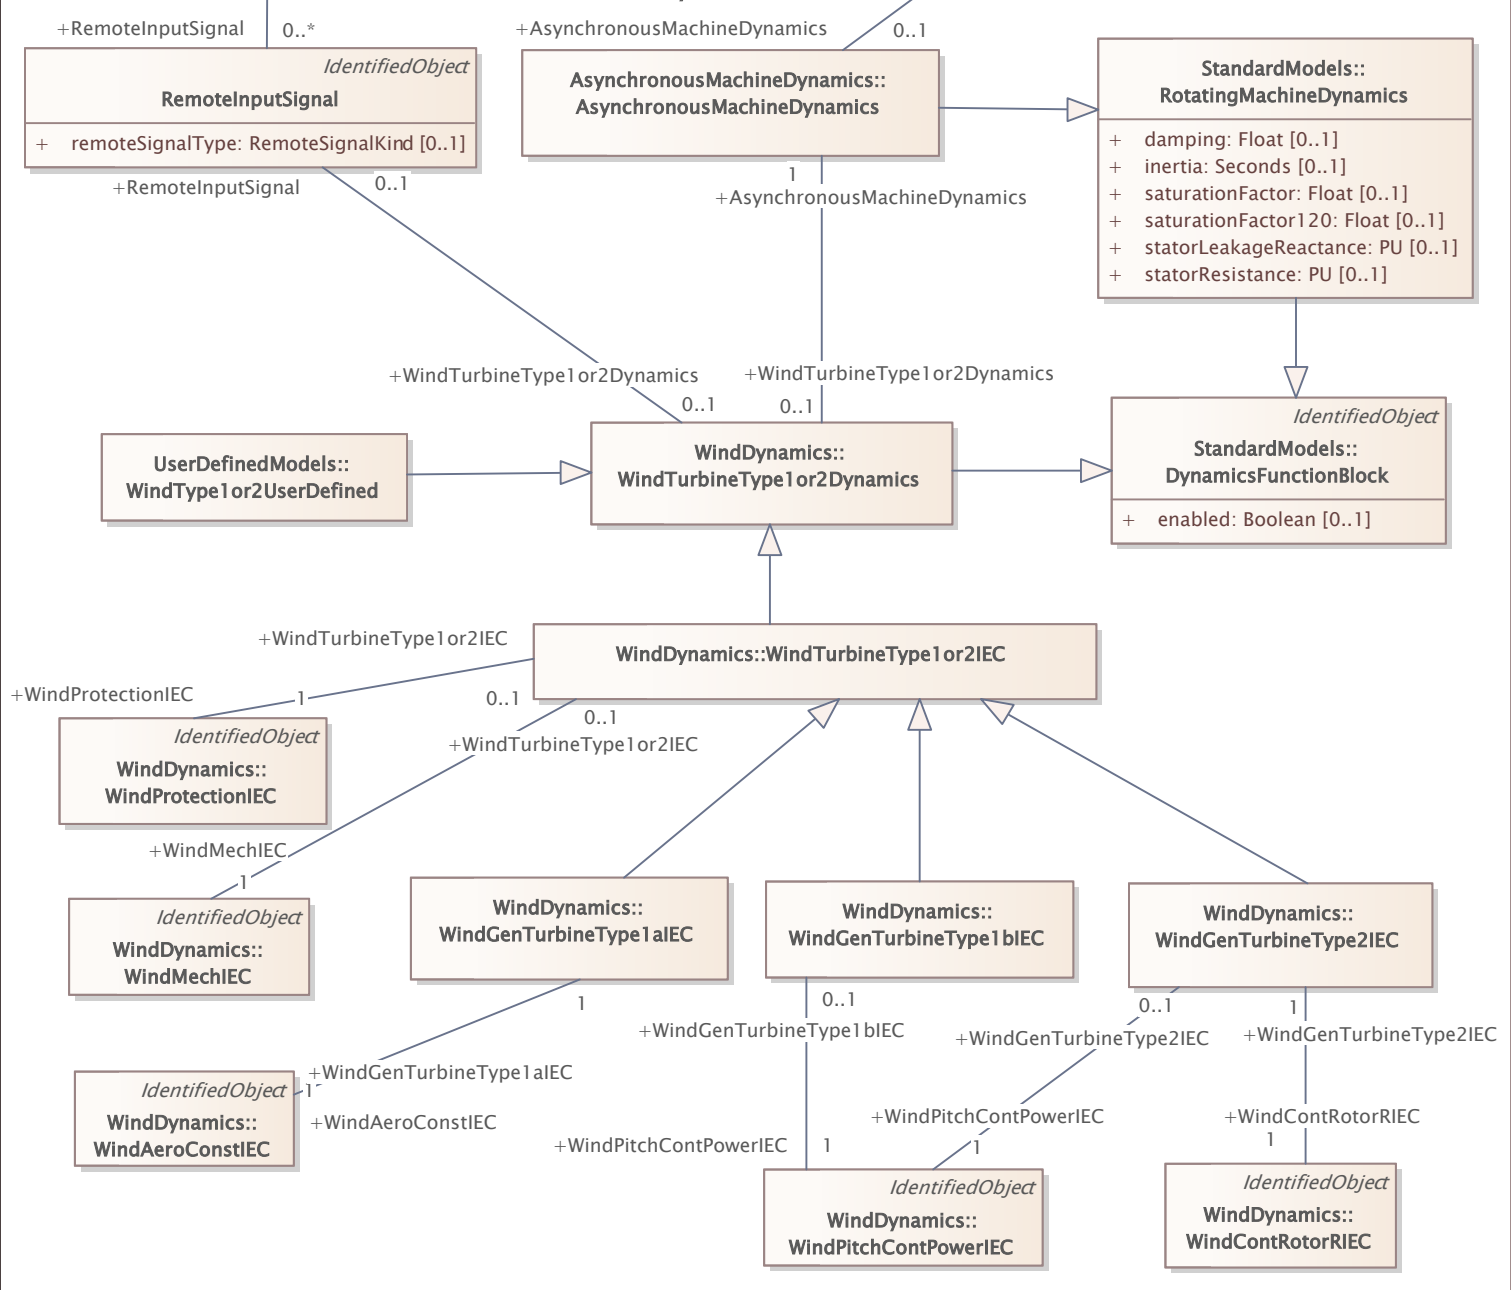 +RemoteInputSignal
0..*
+AsynchronousMachineDynamics
0..1
IdentifiedObject
RemoteInputSignal
+ remoteSignalType: RemoteSignalKind [0..1]
AsynchronousMachineDynamics::
AsynchronousMachineDynamics
StandardModels::
RotatingMachineDynamics
+ damping: Float [0..1]
+ inertia: Seconds [0..1]
+ saturationFactor: Float [0..1]
+ saturationFactor120: Float [0..1]
+ statorLeakageReactance: PU [0..1]
+ statorResistance: PU [0..1]
+RemoteInputSignal
0..1
1
+AsynchronousMachineDynamics
+WindTurbineType1or2Dynamics
0..1
+WindTurbineType1or2Dynamics
0..1
UserDefinedModels::
WindType1or2UserDefined
WindDynamics::
WindTurbineType1or2Dynamics
IdentifiedObject
StandardModels::
DynamicsFunctionBlock
+ enabled: Boolean [0..1]
+WindTurbineType1or2IEC
WindDynamics::WindTurbineType1or2IEC
+WindProtectionIEC
1
0..1
0..1
+WindTurbineType1or2IEC
IdentifiedObject
WindDynamics::
WindProtectionIEC
+WindMechIEC
1
IdentifiedObject
WindDynamics::
WindMechIEC
WindDynamics::
WindGenTurbineType1aIEC
WindDynamics::
WindGenTurbineType1bIEC
WindDynamics::
WindGenTurbineType2IEC
1
0..1
0..1
1
+WindGenTurbineType1bIEC
+WindGenTurbineType2IEC
+WindGenTurbineType2IEC
+WindGenTurbineType1aIEC
1
+WindAeroConstIEC
IdentifiedObject
WindDynamics::
WindAeroConstIEC
+WindPitchContPowerIEC
1
+WindPitchContPowerIEC
1
+WindContRotorRIEC
1
IdentifiedObject
WindDynamics::
WindPitchContPowerIEC
IdentifiedObject
WindDynamics::
WindContRotorRIEC